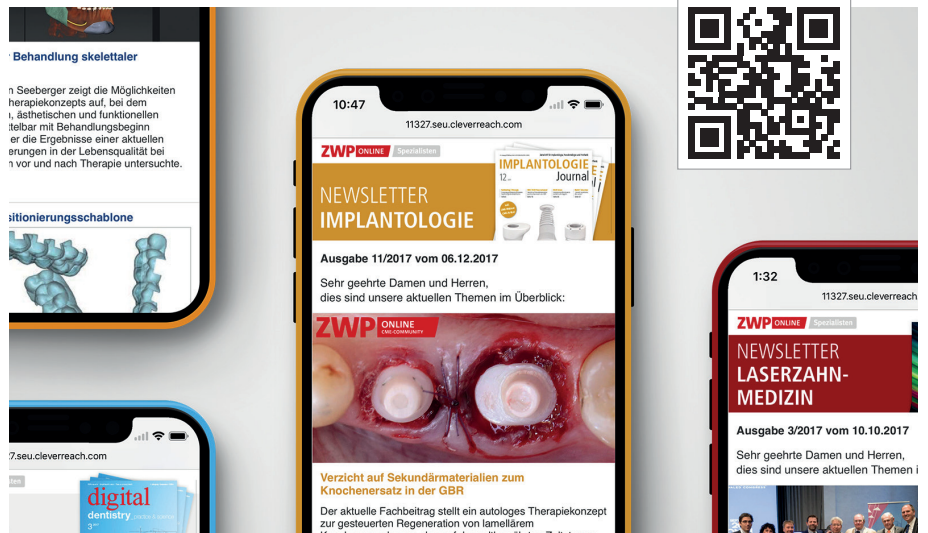 r Behandlung skelettaler
n Seeberger zeigt die Möglichkeiten
herapiekonzepts auf, bei dem
n, ästhetischen und funktionellen
ttelbar mit Behandlungsbeginn
er die Ergebnisse einer aktuellen
erungen in der Lebensqualität bei
n vor und nach Therapie untersuchte.
sitionierungsschablone
7.seu.cleverreach.com
digital
dentistry
10:47
11327.seu.cleverreach.com
ZWP ONLINE Spezialisten
IMPLANTOLOGIE
Journal
12
NEWSLETTER
IMPLANTOLOGIE
Ausgabe 11/2017 vom 06.12.2017
Sehr geehrte Damen und Herren,
dies sind unsere aktuellen Themen im Überblick:
ZWP ONLINE
CME-COMMUNITY
Verzicht auf Sekundärmaterialien zum
Knochenersatz in der GBR
Der aktuelle Fachbeitrag stellt ein autologes Therapiekonzept
zur gesteuerten Regeneration von lamellärem
1:32
11327.seu.cleverreach
ZWP ONLINE Spezialisten
NEWSLETTER
LASERZAHN-
MEDIZIN
Ausgabe 3/2017 vom 10.10.2017
Sehr geehrte Damen und Herren,
dies sind unsere aktuellen Themen i